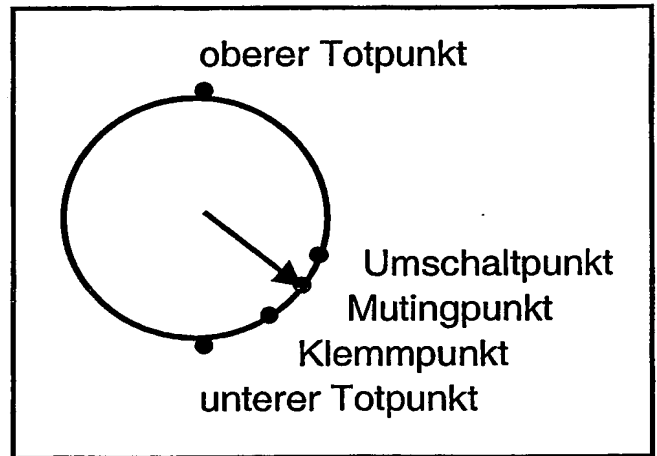 oberer Totpunkt
Umschaltpunkt
Mutingpunkt
Klemmpunkt
unterer Totpunkt